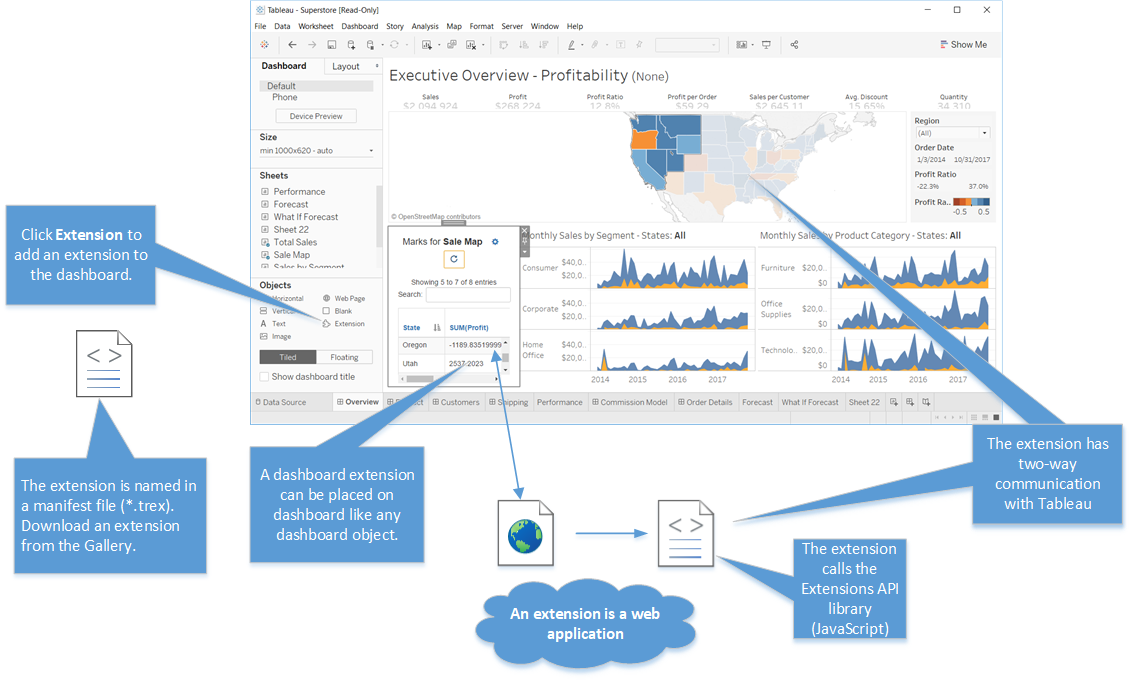 Tableau - Superstore [Read-Only]
File Data Worksheet Dashboard Story Analysis Map Format Server Window Help
Show Me
Dashboard Layout
Default
Phone
Device Preview
Size
min 1000x620 - auto
Sheets
Performance
Forecast
What If Forecast
Sheet 22
Total Sales
Sale Map
Sales by Segment
Objects
Horizontal Web Page
Blank
Text Extension
Image
Tiled Floating
Show dashboard title
Executive Overview - Profitability (None)
Sales Profit Profit Ratio Profit per Order Sales per Customer Avg. Discount Quantity
$2,094,924 $268,224 12.8% $59.29 $2,645.11 15.65% 34,310
© OpenStreetMap contributors
Region
(All)
Order Date
1/3/2014 10/31/2017
Profit Ratio
-22.3% 37.0%
Profit Ra..
-0.5 0.5
Marks for Sale Map
Showing 5 to 7 of 8 entries
Search:
State SUM(Profit)
Oregon -1189.83519999
Utah 2537.2023
Monthly Sales by Segment - States: All
Consumer $40,0..
$20,0..
$0
Corporate $40,0..
$20,0..
$0
Home
Office
$40,0..
$20,0..
$0
2014 2015 2016 2017
Monthly Sales by Product Category - States: All
Furniture $20,0..
$0
Office
Supplies
$20,0..
$0
Technolo.. $20,0..
$0
2014 2015 2016 2017
Data Source Overview Customers Shipping Performance Commission Model Order Details Forecast What If Forecast Sheet 22
Click Extension to
add an extension to
the dashboard.
The extension is named in
a manifest file (*.trex).
Download an extension
from the Gallery.
A dashboard extension
can be placed on
dashboard like any
dashboard object.
An extension is a web
application
The extension
calls the
Extensions API
library
(JavaScript)
The extension has
two-way
communication
with Tableau